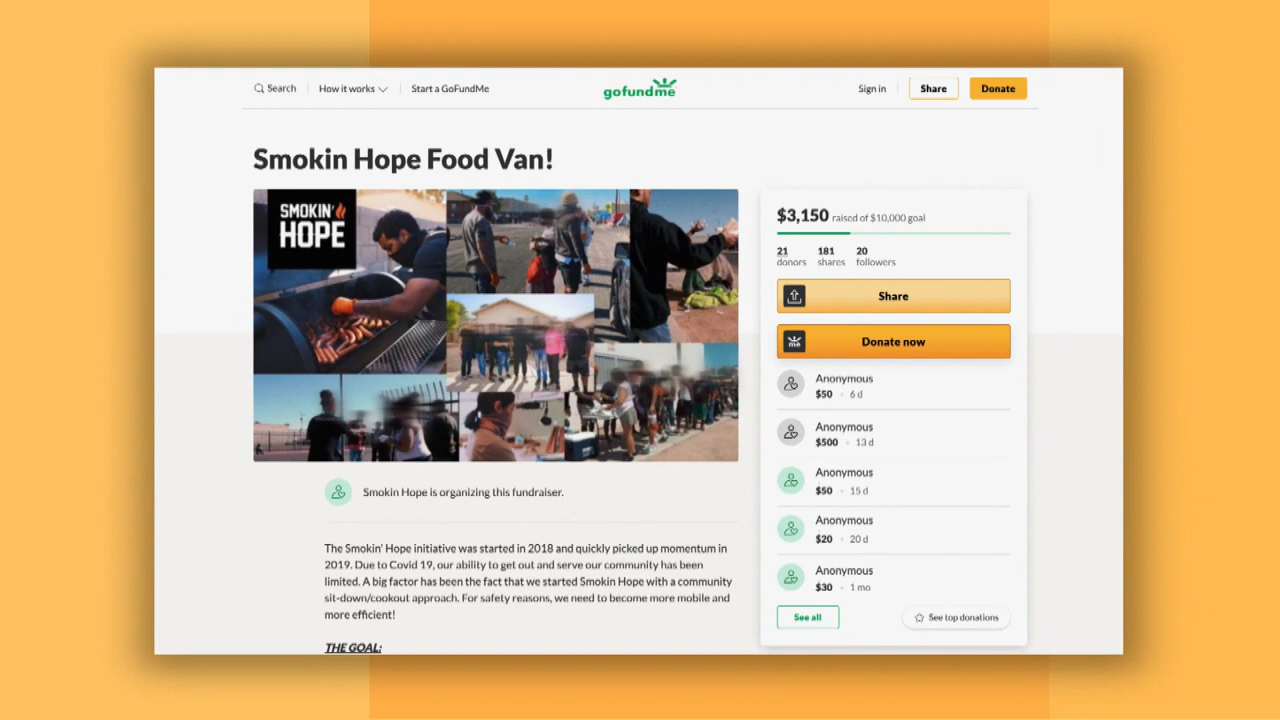 Search
How it works
Start a GoFundMe
gofundme
Sign in
Share
Donate
Smokin Hope Food Van!
SMOKIN'
HOPE
$3,150 raised of $10,000 goal
21 donors
181 shares
20 followers
Share
me
Donate now
Anonymous
$50 • 6 d
Anonymous
$500 • 13 d
Anonymous
$50 • 15 d
Anonymous
$20 • 20 d
Anonymous
$30 • 1 mo
See all
See top donations
Smokin Hope is organizing this fundraiser.
The Smokin' Hope initiative was started in 2018 and quickly picked up momentum in
2019. Due to Covid 19, our ability to get out and serve our community has been
limited. A big factor has been the fact that we started Smokin Hope with a community
sit-down/cookout approach. For safety reasons, we need to become more mobile and
more efficient!
THE GOAL: